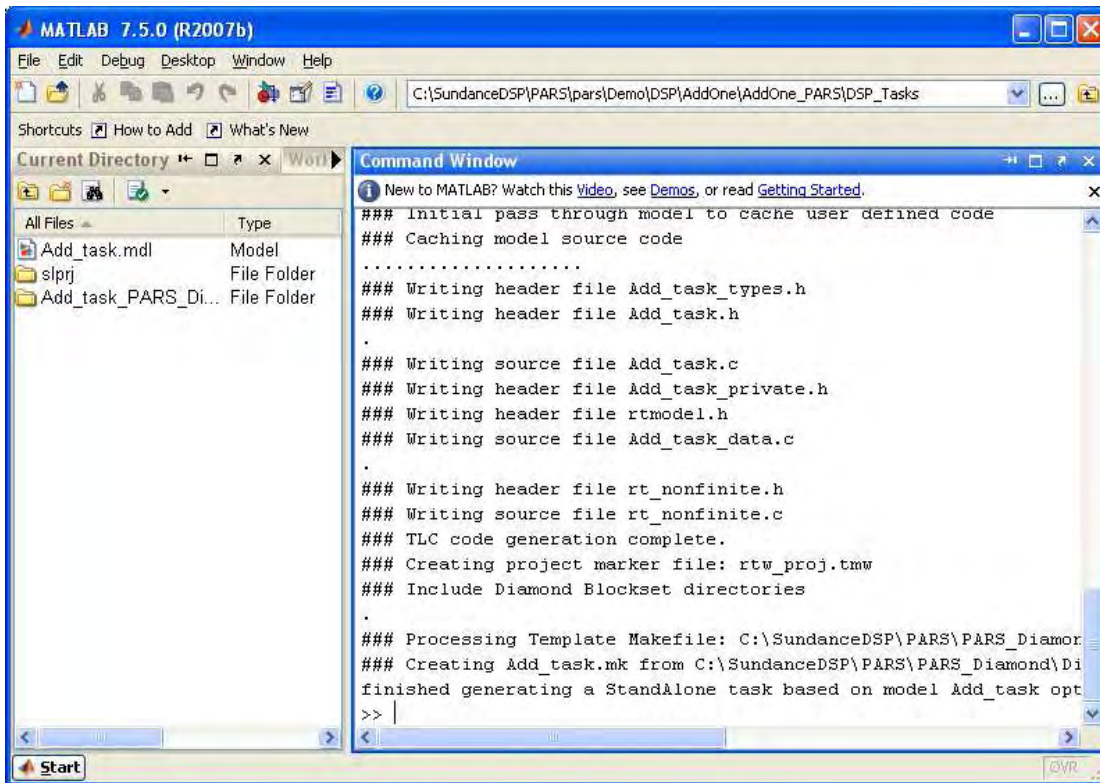 MATLAB 7.5.0 (R2007b)
File Edit Debug Desktop Window Help
C:\SundanceDSP\PARS\pars\Demo\DSP\AddOne\AddOne_PARS\DSP_Tasks
Shortcuts How to Add What's New
Current Directory
Command Window
New to MATLAB? Watch this Video, see Demos, or read Getting Started.
All Files Type
Add_task.mdl Model
slprj File Folder
Add_task_PARS_Di... File Folder
### Initial pass through model to cache user defined code
### Caching model source code
....................
### Writing header file Add_task_types.h
### Writing header file Add_task.h
.
### Writing source file Add_task.c
### Writing header file Add_task_private.h
### Writing header file rtmodel.h
### Writing source file Add_task_data.c
.
### Writing header file rt_nonfinite.h
### Writing source file rt_nonfinite.c
### TLC code generation complete.
### Creating project marker file: rtw_proj.tmw
### Include Diamond Blockset directories
.
### Processing Template Makefile: C:\SundanceDSP\PARS\PARS_Diamor
### Creating Add_task.mk from C:\SundanceDSP\PARS\PARS_Diamond\Di
finished generating a StandAlone task based on model Add_task opt
>>
Start
OVR